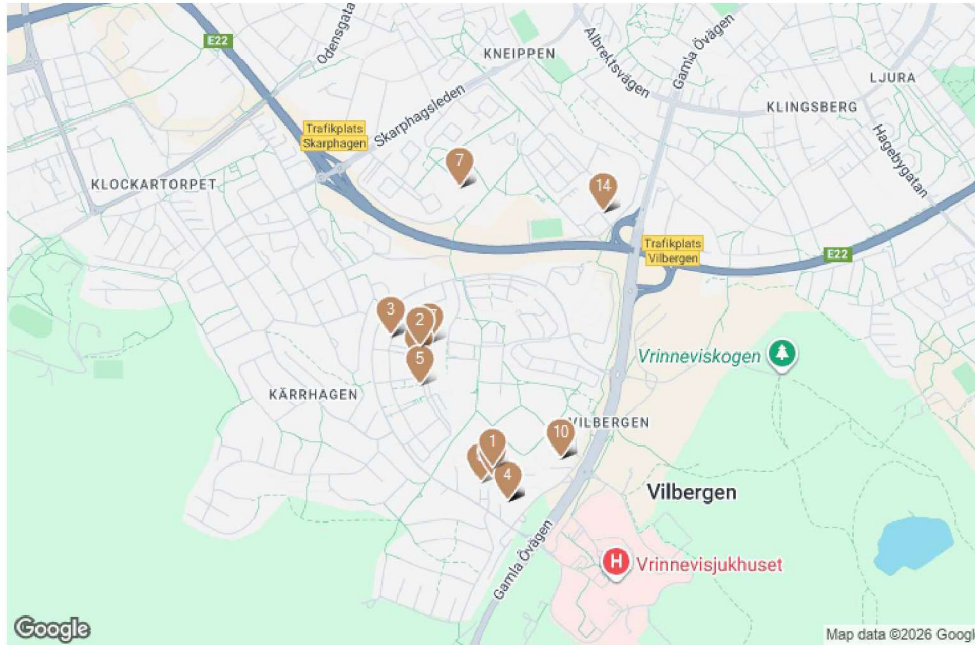 E22
Odensgata
KNEIPPEN
Albrektsvägen
Gamla Övägen
LJURA
KLINGSBERG
Skarphagsleden
Trafikplats
Skarphagen
Hagebygatan
KLOCKARTORPET
7
14
Trafikplats
Vilbergen
E22
3
2
5
Vrinneviskogen
KÄRRHAGEN
VILBERGEN
10
1
4
Vilbergen
Gamla Övägen
H
Vrinnevisjukhuset
Google
Map data ©2026 Googl